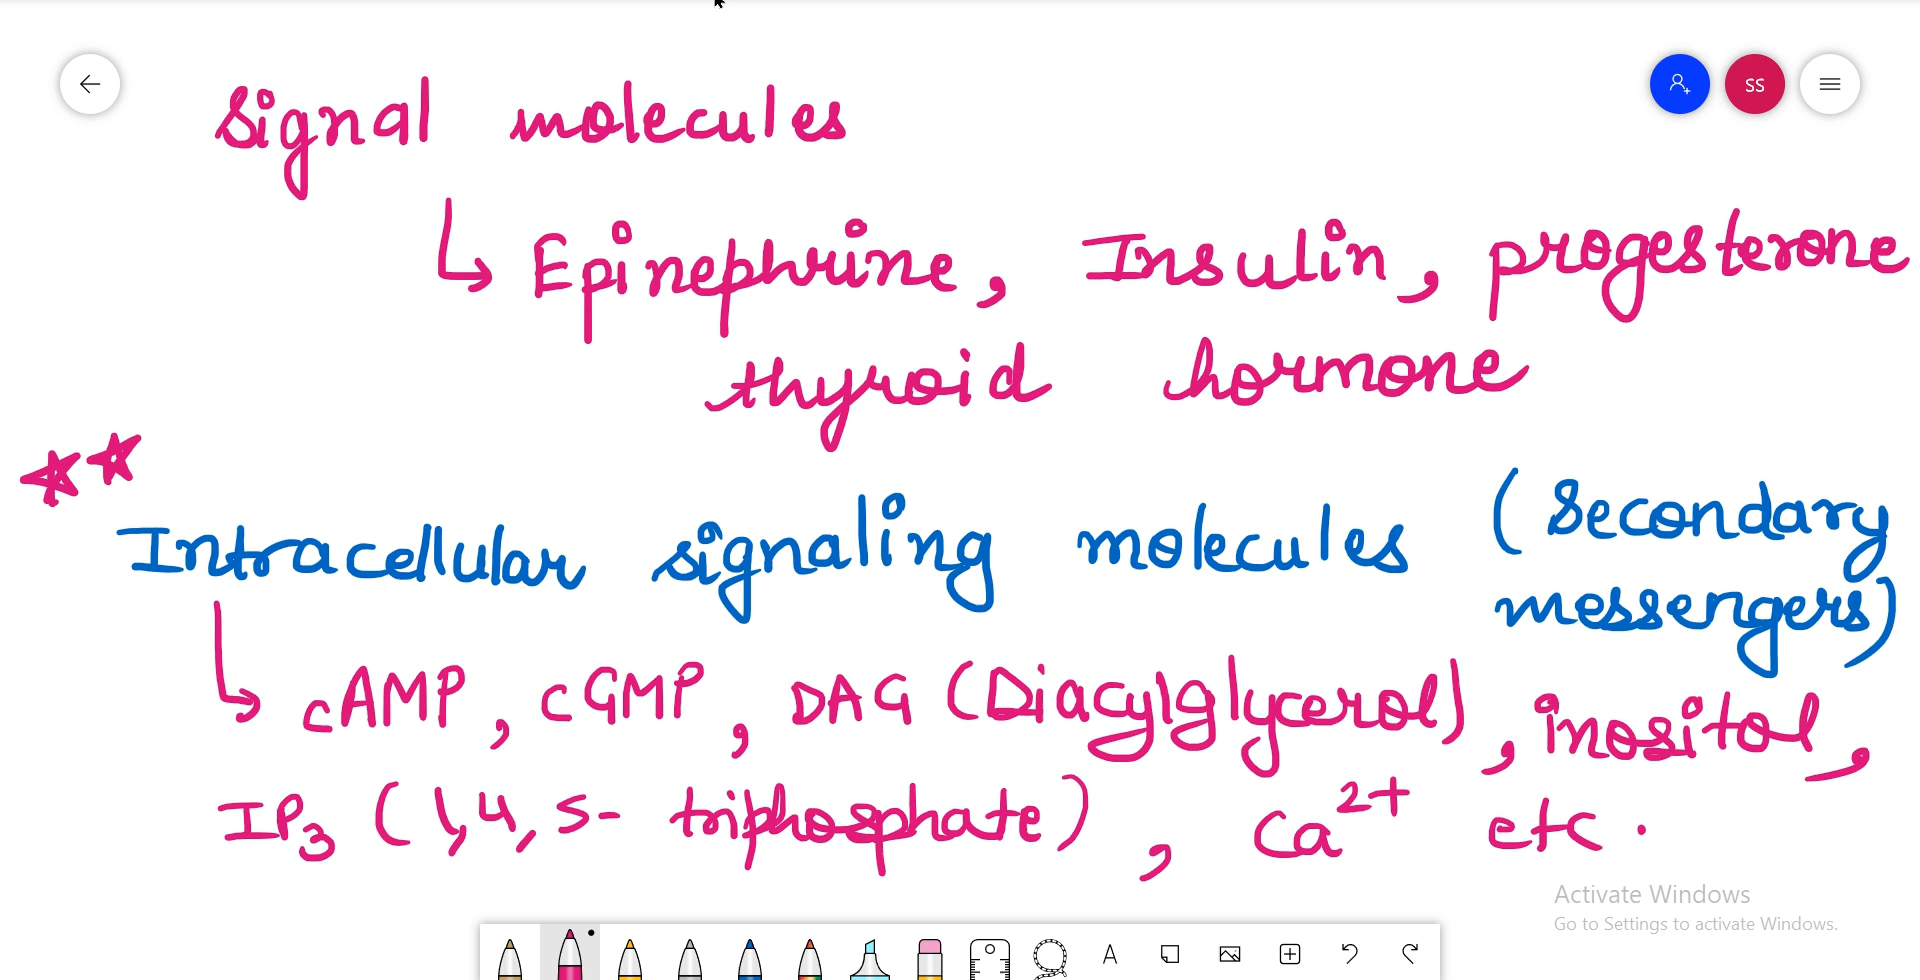 SS
Signal molecules
↳ Epinephrine, Insulin, progesterone
thyroid hormone
Intracellular signaling molecules (Secondary
messengers)
↳ cAMP, cGMP, DAG (Diacylglycerol), inositol,
IP3 (1,4,5- triphosphate), Ca2+ etc.
Activate Windows
Go to Settings to activate Windows.
A